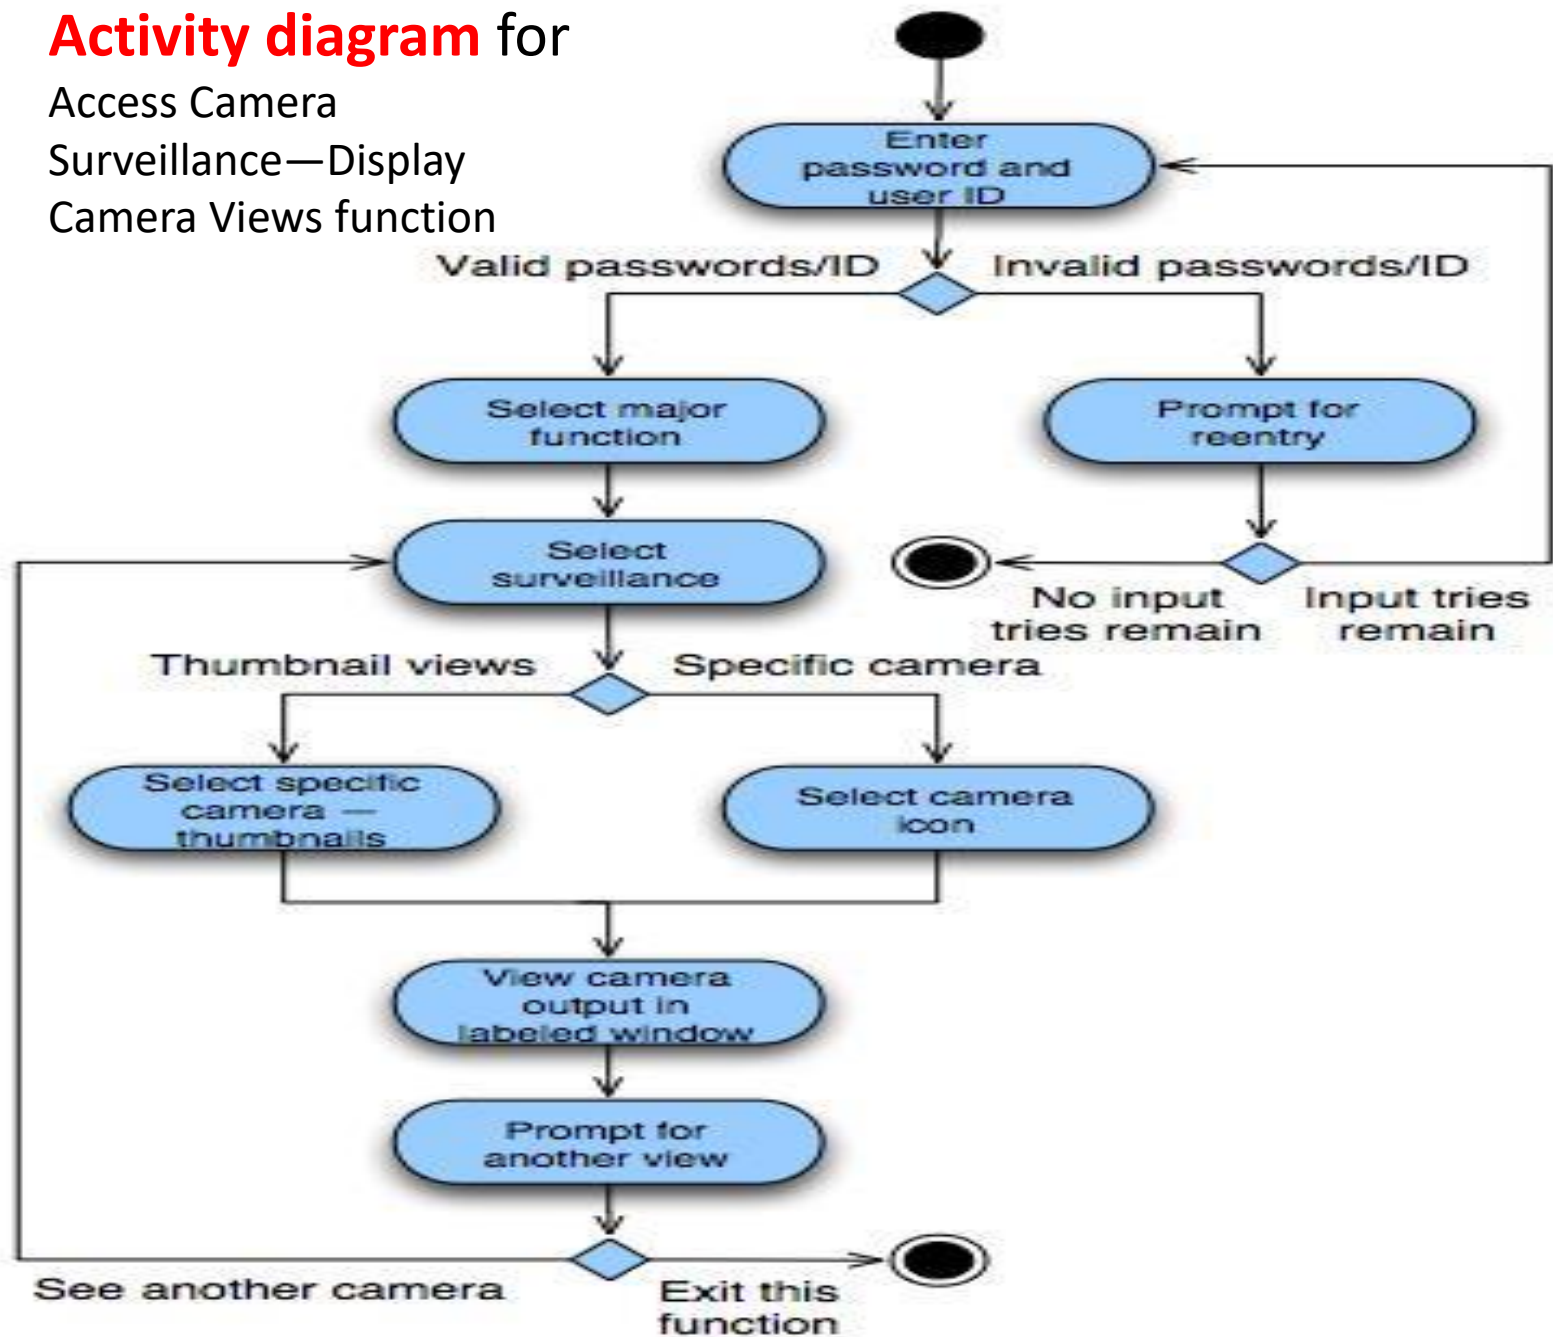 Activity diagram for
Access Camera
Surveillance—Display
Camera Views function
Enter
password and
user ID
Valid passwords/ID
Invalid passwords/ID
Select major
function
Prompt for
reentry
Select
surveillance
No input
tries remain
Input tries
remain
Thumbnail views
Specific camera
Select specific
camera —
thumbnails
Select camera
icon
View camera
output in
labeled window
Prompt for
another view
See another camera
Exit this
function